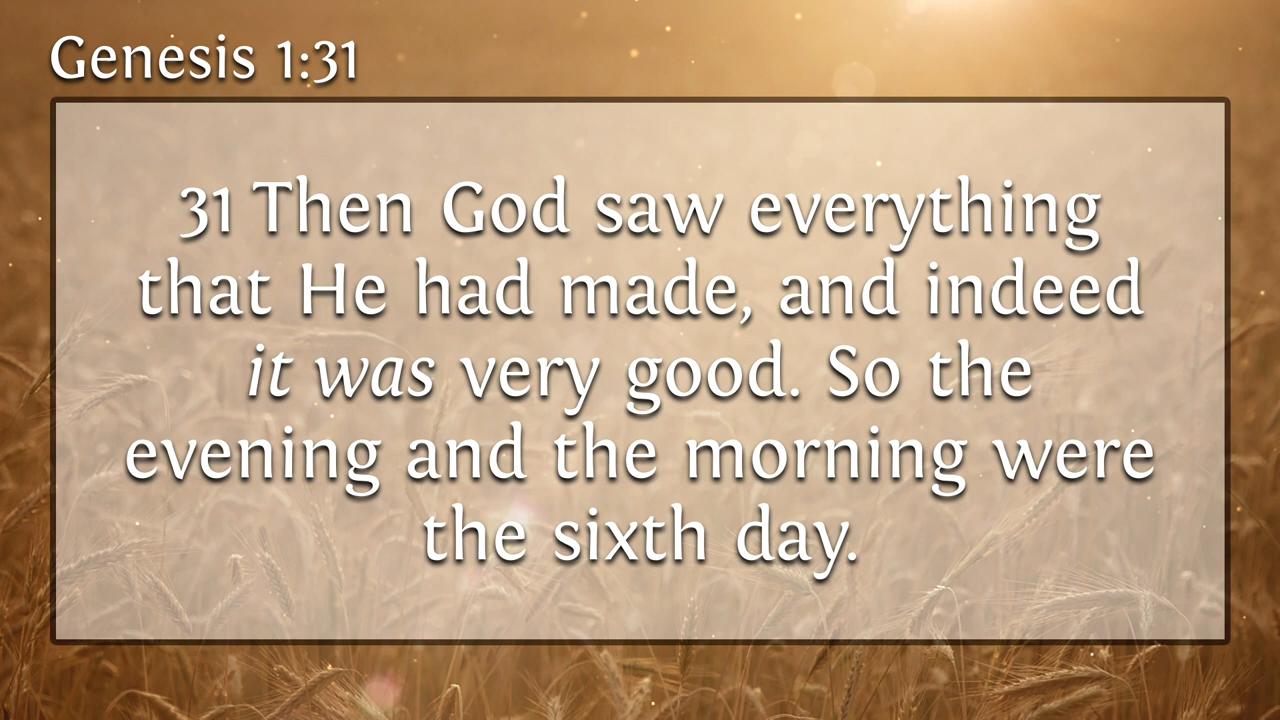 Genesis 1:31
31 Then God saw everything
that He had made, and indeed
it was very good. So the
evening and the morning were
the sixth day.